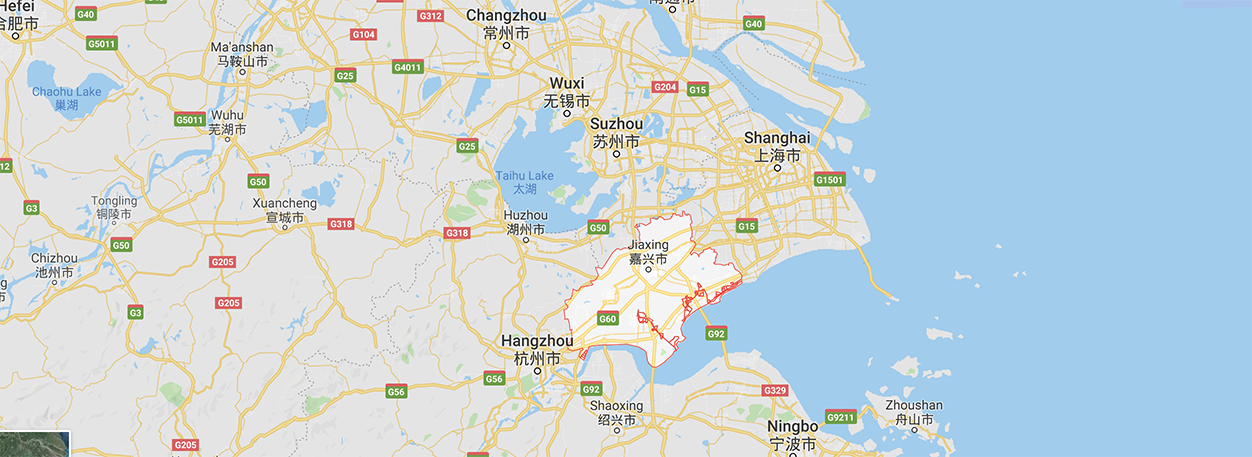 Hefei
合肥市
G40
G312
Changzhou
常州市
G40
G5011
G104
Ma'anshan
马鞍山市
G4011
G25
Chaohu Lake
巢湖
Wuxi
无锡市
G204
G15
G5011
Wuhu
芜湖市
Suzhou
苏州市
Shanghai
上海市
G25
12
G50
Taihu Lake
太湖
G1501
G3
Tongling
铜陵市
Xuancheng
宣城市
G318
G318
Huzhou
湖州市
G50
G15
G50
Jiaxing
嘉兴市
Chizhou
池州市
G205
G205
G3
G60
G92
Hangzhou
杭州市
G56
G56
G92
G329
Shaoxing
绍兴市
G9211
Zhoushan
舟山市
Ningbo
宁波市
G205